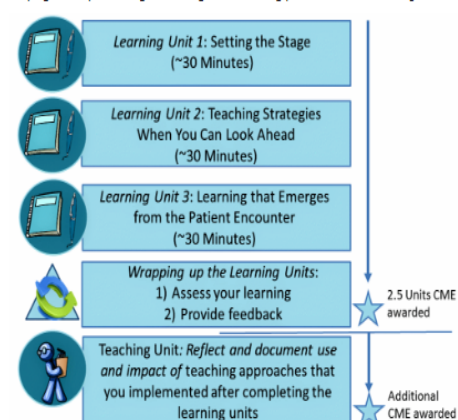 Learning Unit 1: Setting the Stage
(~30 Minutes)
Learning Unit 2: Teaching Strategies
When You Can Look Ahead
(~30 Minutes)
Learning Unit 3: Learning that Emerges
from the Patient Encounter
(~30 Minutes)
Wrapping up the Learning Units:
1) Assess your learning
2) Provide feedback
2.5 Units CME
awarded
Teaching Unit: Reflect and document use
and impact of teaching approaches that
you implemented after completing the
learning units
Additional
CME awarded